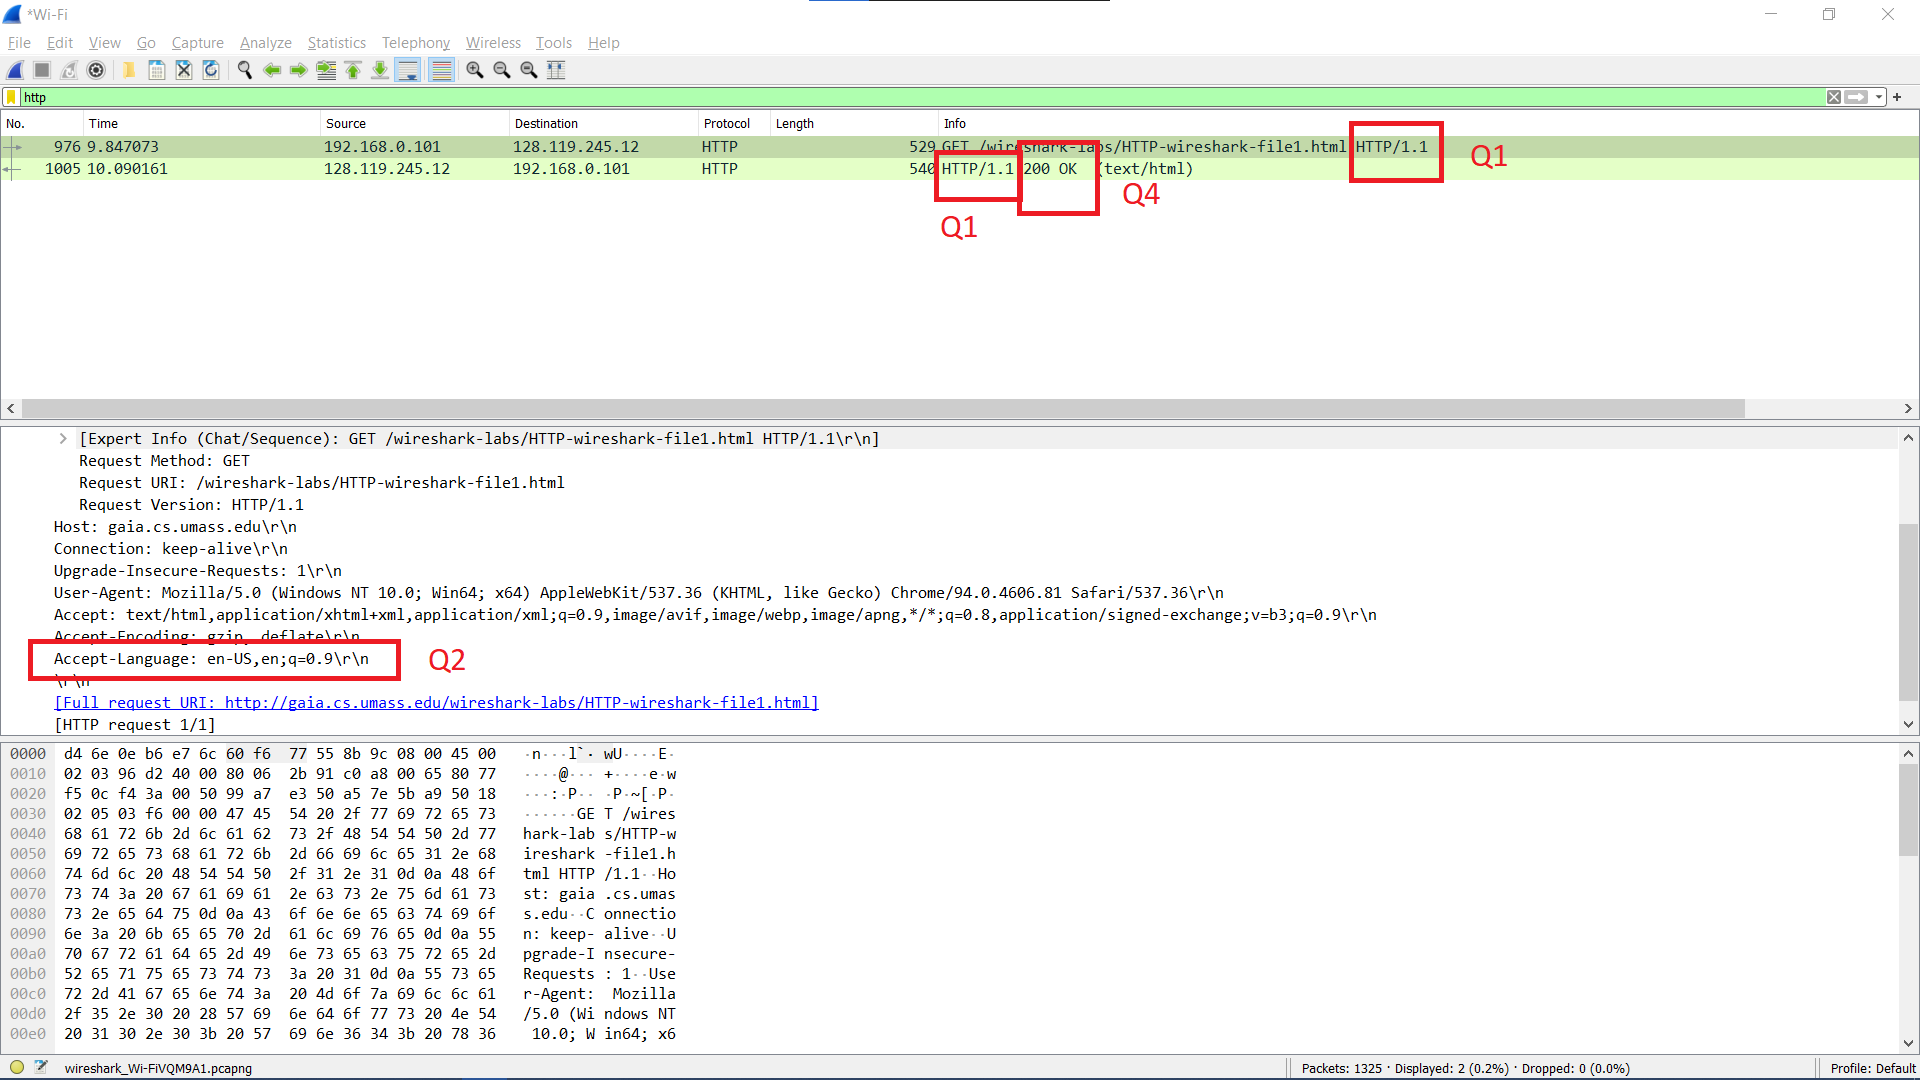 *Wi-Fi
File Edit View Go Capture Analyze Statistics Telephony Wireless Tools Help
http
No. Time Source Destination Protocol Length Info
976 9.847073 192.168.0.101 128.119.245.12 HTTP 529 GET /wireshark-labs/HTTP-wireshark-file1.html HTTP/1.1
Q1
1005 10.090161 128.119.245.12 192.168.0.101 HTTP 540 HTTP/1.1 200 OK (text/html)
Q4
Q1
[Expert Info (Chat/Sequence): GET /wireshark-labs/HTTP-wireshark-file1.html HTTP/1.1\r\n]
Request Method: GET
Request URI: /wireshark-labs/HTTP-wireshark-file1.html
Request Version: HTTP/1.1
Host: gaia.cs.umass.edu\r\n
Connection: keep-alive\r\n
Upgrade-Insecure-Requests: 1\r\n
User-Agent: Mozilla/5.0 (Windows NT 10.0; Win64; x64) AppleWebKit/537.36 (KHTML, like Gecko) Chrome/94.0.4606.81 Safari/537.36\r\n
Accept: text/html,application/xhtml+xml,application/xml;q=0.9,image/avif,image/webp,image/apng,*/*;q=0.8,application/signed-exchange;v=b3;q=0.9\r\n
Accept-Encoding: gzip, deflate\r\n
Accept-Language: en-US,en;q=0.9\r\n
Q2
\r\n
[Full request URI: http://gaia.cs.umass.edu/wireshark-labs/HTTP-wireshark-file1.html]
[HTTP request 1/1]
0000 d4 6e 0e b6 e7 6c 60 f6 77 55 8b 9c 08 00 45 00 ·n···l`· wU····E·
0010 02 03 96 d2 40 00 80 06 2b 91 c0 a8 00 65 80 77 ····@··· +····e·w
0020 f5 0c f4 3a 00 50 99 a7 e3 50 a5 7e 5b a9 50 18 ···:·P·· ·P·~[·P·
0030 02 05 03 f6 00 00 47 45 54 20 2f 77 69 72 65 73 ······GE T /wires
0040 68 61 72 6b 2d 6c 61 62 73 2f 48 54 54 50 2d 77 hark-lab s/HTTP-w
0050 69 72 65 73 68 61 72 6b 2d 66 69 6c 65 31 2e 68 ireshark -file1.h
0060 74 6d 6c 20 48 54 54 50 2f 31 2e 31 0d 0a 48 6f tml HTTP /1.1··Ho
0070 73 74 3a 20 67 61 69 61 2e 63 73 2e 75 6d 61 73 st: gaia .cs.umas
0080 73 2e 65 64 75 0d 0a 43 6f 6e 6e 65 63 74 69 6f s.edu··C onnectio
0090 6e 3a 20 6b 65 65 70 2d 61 6c 69 76 65 0d 0a 55 n: keep- alive··U
00a0 70 67 72 61 64 65 2d 49 6e 73 65 63 75 72 65 2d pgrade-I nsecure-
00b0 52 65 71 75 65 73 74 73 3a 20 31 0d 0a 55 73 65 Requests : 1··Use
00c0 72 2d 41 67 65 6e 74 3a 20 4d 6f 7a 69 6c 6c 61 r-Agent: Mozilla
00d0 2f 35 2e 30 20 28 57 69 6e 64 6f 77 73 20 4e 54 /5.0 (Wi ndows NT
00e0 20 31 30 2e 30 3b 20 57 69 6e 36 34 3b 20 78 36 10.0; W in64; x6
wireshark_Wi-FiVQM9A1.pcapng
Packets: 1325 · Displayed: 2 (0.2%) · Dropped: 0 (0.0%)
Profile: Default